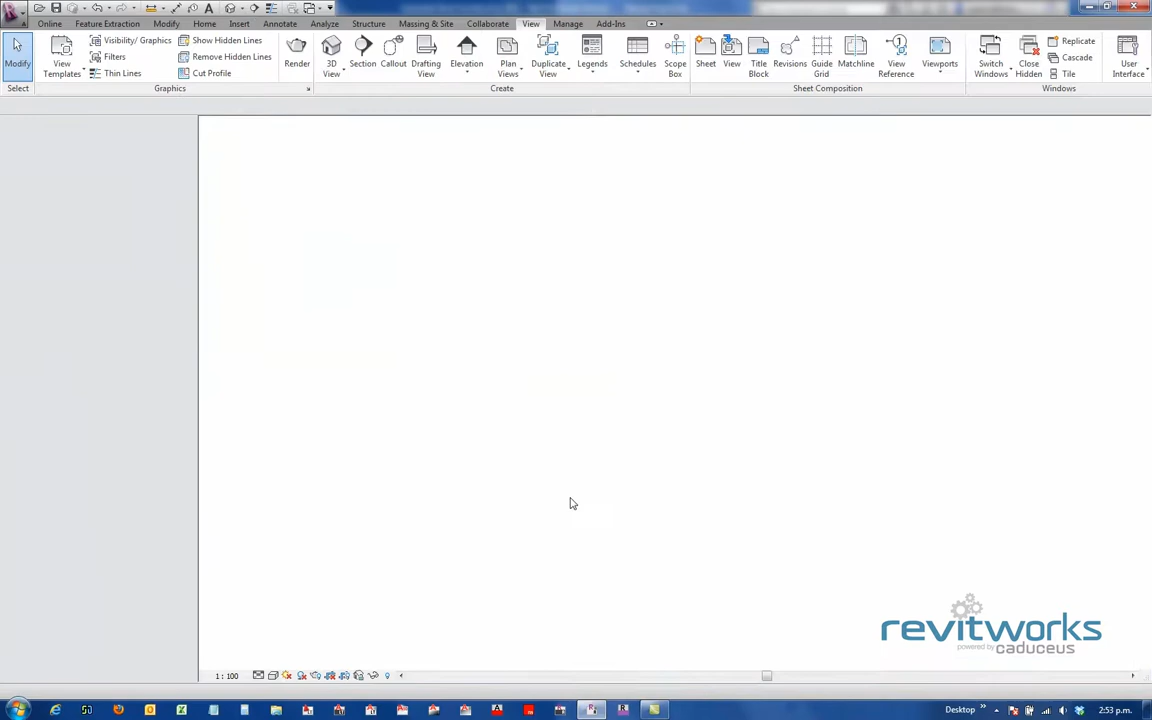 Online Feature Extraction Modify Home Insert Annotate Analyze Structure Massing & Site Collaborate View Manage Add-Ins
Visibility/ Graphics Show Hidden Lines Replicate
Filters Remove Hidden Lines Cascade
Thin Lines Cut Profile Tile
Modify View Templates Render 3D View Section Callout Drafting View Elevation Plan Views Duplicate View Legends Schedules Scope Box Sheet View Title Block Revisions Guide Grid Matchline View Reference Viewports Switch Windows Close Hidden User Interface
Select Graphics Create Sheet Composition Windows
revitworks
powered by caduceus
1 : 100
Desktop 2:53 p.m.